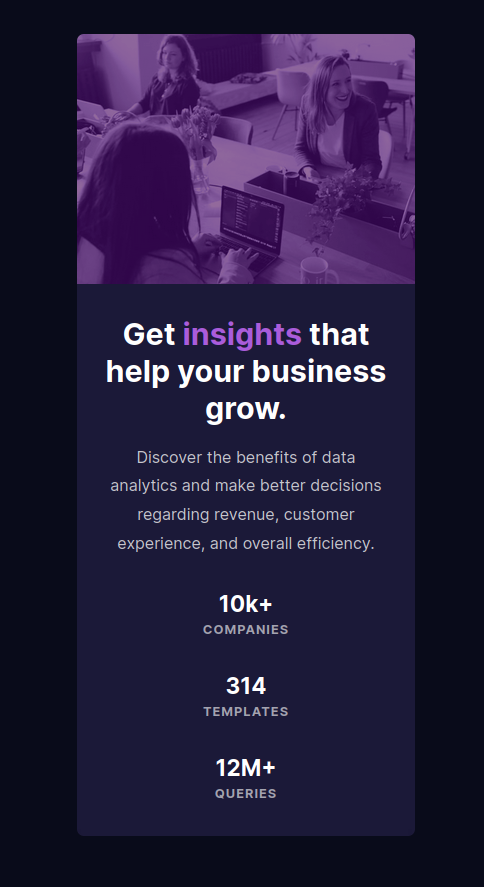 Get insights that
help your business
grow.
Discover the benefits of data
analytics and make better decisions
regarding revenue, customer
experience, and overall efficiency.
10k+
COMPANIES
314
TEMPLATES
12M+
QUERIES